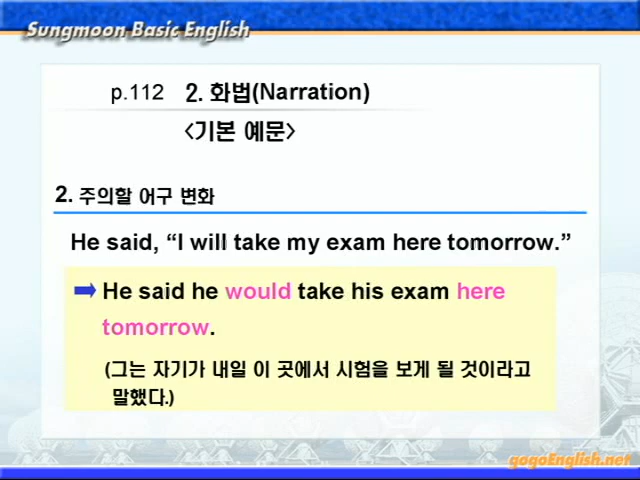 Sungmoon Basic English
p.112 2. 화법(Narration)
<기본 예문>
2. 주의할 어구 변화
He said, “I will take my exam here tomorrow.”
➡ He said he would take his exam here
tomorrow.
(그는 자기가 내일 이 곳에서 시험을 보게 될 것이라고
말했다.)
gogoEnglish.net